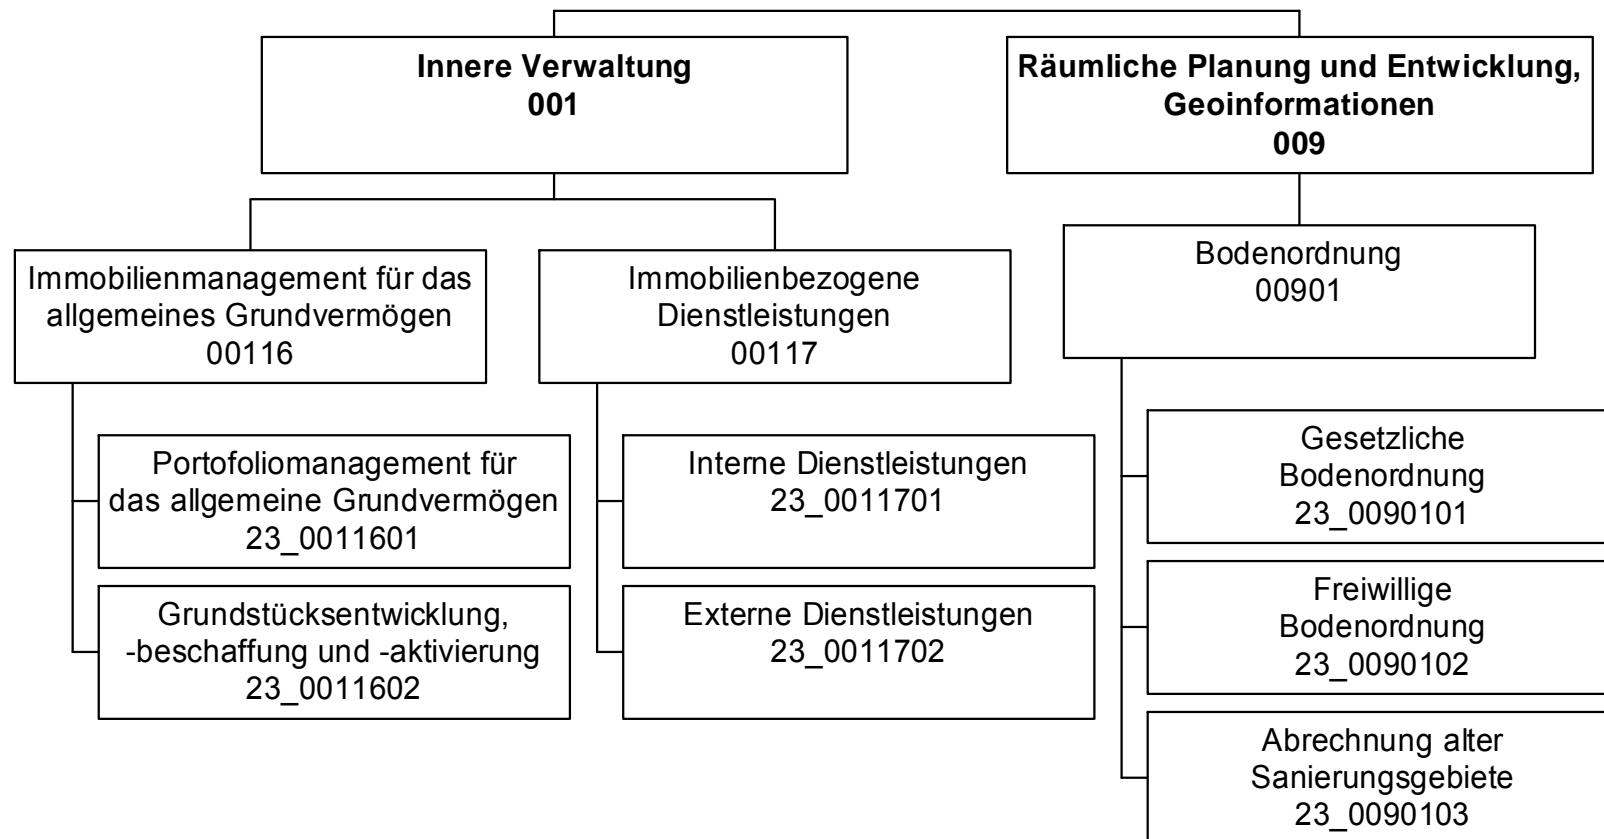 Innere Verwaltung
001
Räumliche Planung und Entwicklung,
Geoinformationen
009
Immobilienmanagement für das
allgemeines Grundvermögen
00116
Immobilienbezogene
Dienstleistungen
00117
Bodenordnung
00901
Portofoliomanagement für
das allgemeine Grundvermögen
23_0011601
Grundstücksentwicklung,
-beschaffung und -aktivierung
23_0011602
Interne Dienstleistungen
23_0011701
Externe Dienstleistungen
23_0011702
Gesetzliche
Bodenordnung
23_0090101
Freiwillige
Bodenordnung
23_0090102
Abrechnung alter
Sanierungsgebiete
23_0090103